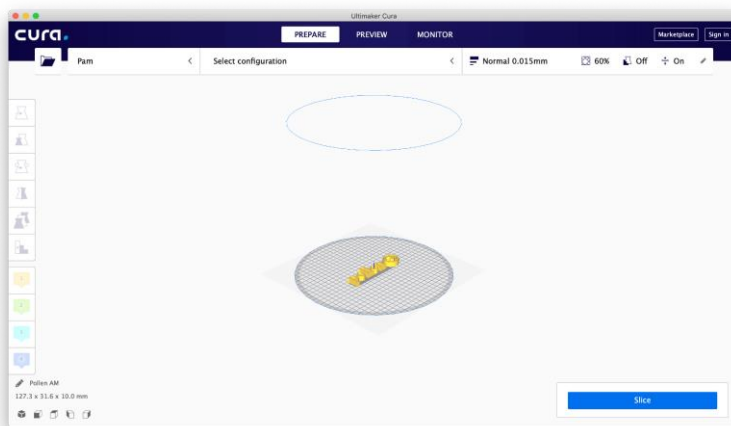 Ultimaker Cura
cura.
PREPARE PREVIEW MONITOR
Marketplace Sign in
Pam < Select configuration < Normal 0.015mm 60% Off On
Pollen AM
127.3 x 31.6 x 10.0 mm
Slice